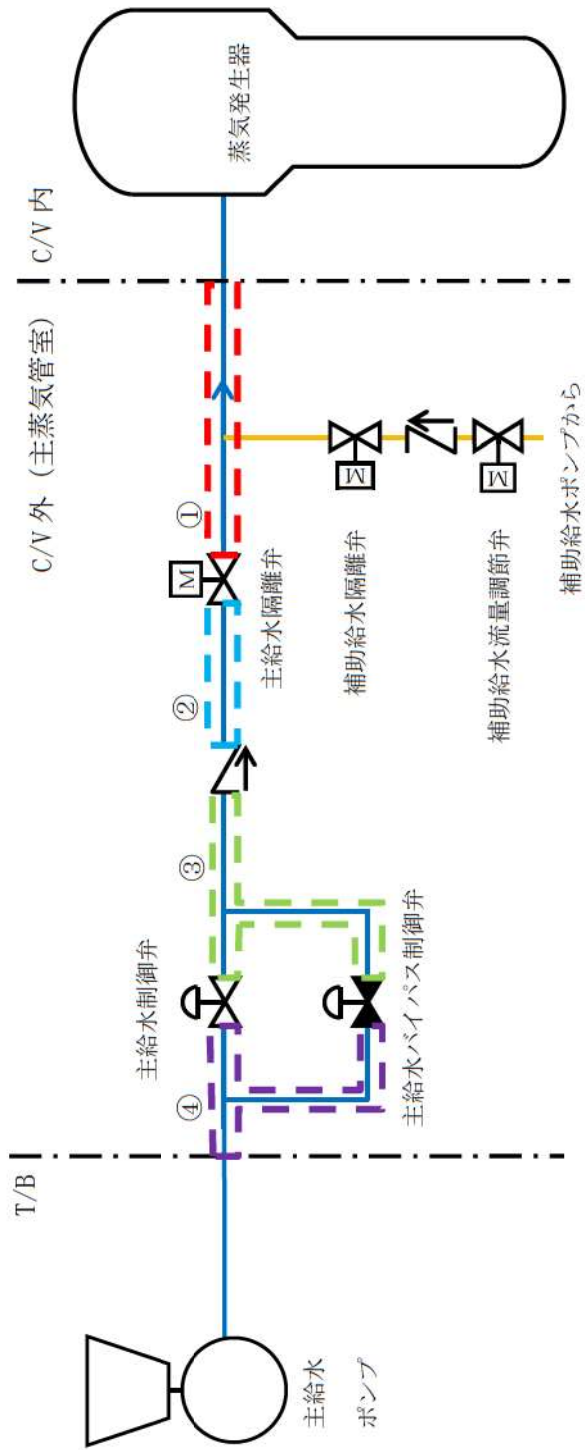 T/B
C/V 外 (主蒸気管室)
C/V 内
蒸気発生器
①
②
③
④
M
主給水隔離弁
主給水制御弁
主給水バイパス制御弁
M
補助給水隔離弁
M
補助給水流量調節弁
補助給水ポンプから
主給水
ポンプ